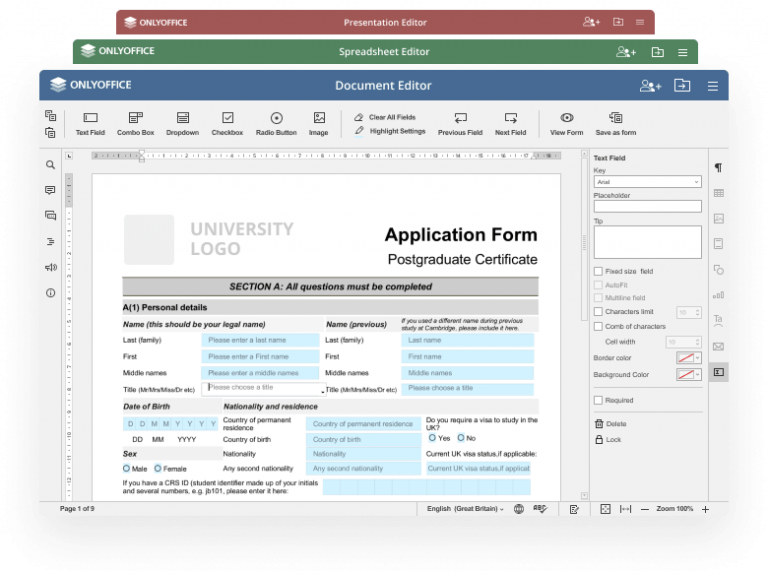 ONLYOFFICE Presentation Editor
ONLYOFFICE Spreadsheet Editor
ONLYOFFICE Document Editor
Text Field Combo Box Dropdown Checkbox Radio Button Image
Clear All Fields
Highlight Settings
Previous Field Next Field View Form Save as form
UNIVERSITY
LOGO
Application Form
Postgraduate Certificate
SECTION A: All questions must be completed
A(1) Personal details
Name (this should be your legal name) Name (previous)
If you used a different name during previous
study at Cambridge, please include it here.
Last (family) Please enter a last name Last (family) Last name
First Please enter a First name First First name
Middle names Please enter a middle names Middle names Middle names
Title (Mr/Mrs/Miss/Dr etc) Please choose a title Title (Mr/Mrs/Miss/Dr etc) Please choose a title
Date of Birth Nationality and residence
D D M M Y Y Y Y
DD MM YYYY
Sex
Male Female
Country of permanent
residence
Country of permanent residence
Country of birth Country of birth
Nationality Nationality
Any second nationality Any second nationality
Do you require a visa to study in the
UK?
Yes No
Current UK visa status,if applicable:
Current UK visa status,if applicat
If you have a CRS ID (student identifier made up of your initials
and several numbers, e.g. jb101, please enter it here:
Text Field
Key
Arial
Placeholder
Tip
Fixed size field
AutoFit
Multiline field
Characters limit 10
Comb of characters
Cell width 10
Border color
Background Color
Required
Delete
Lock
Page 1 of 9 English (Great Britain) ABC Zoom 100%